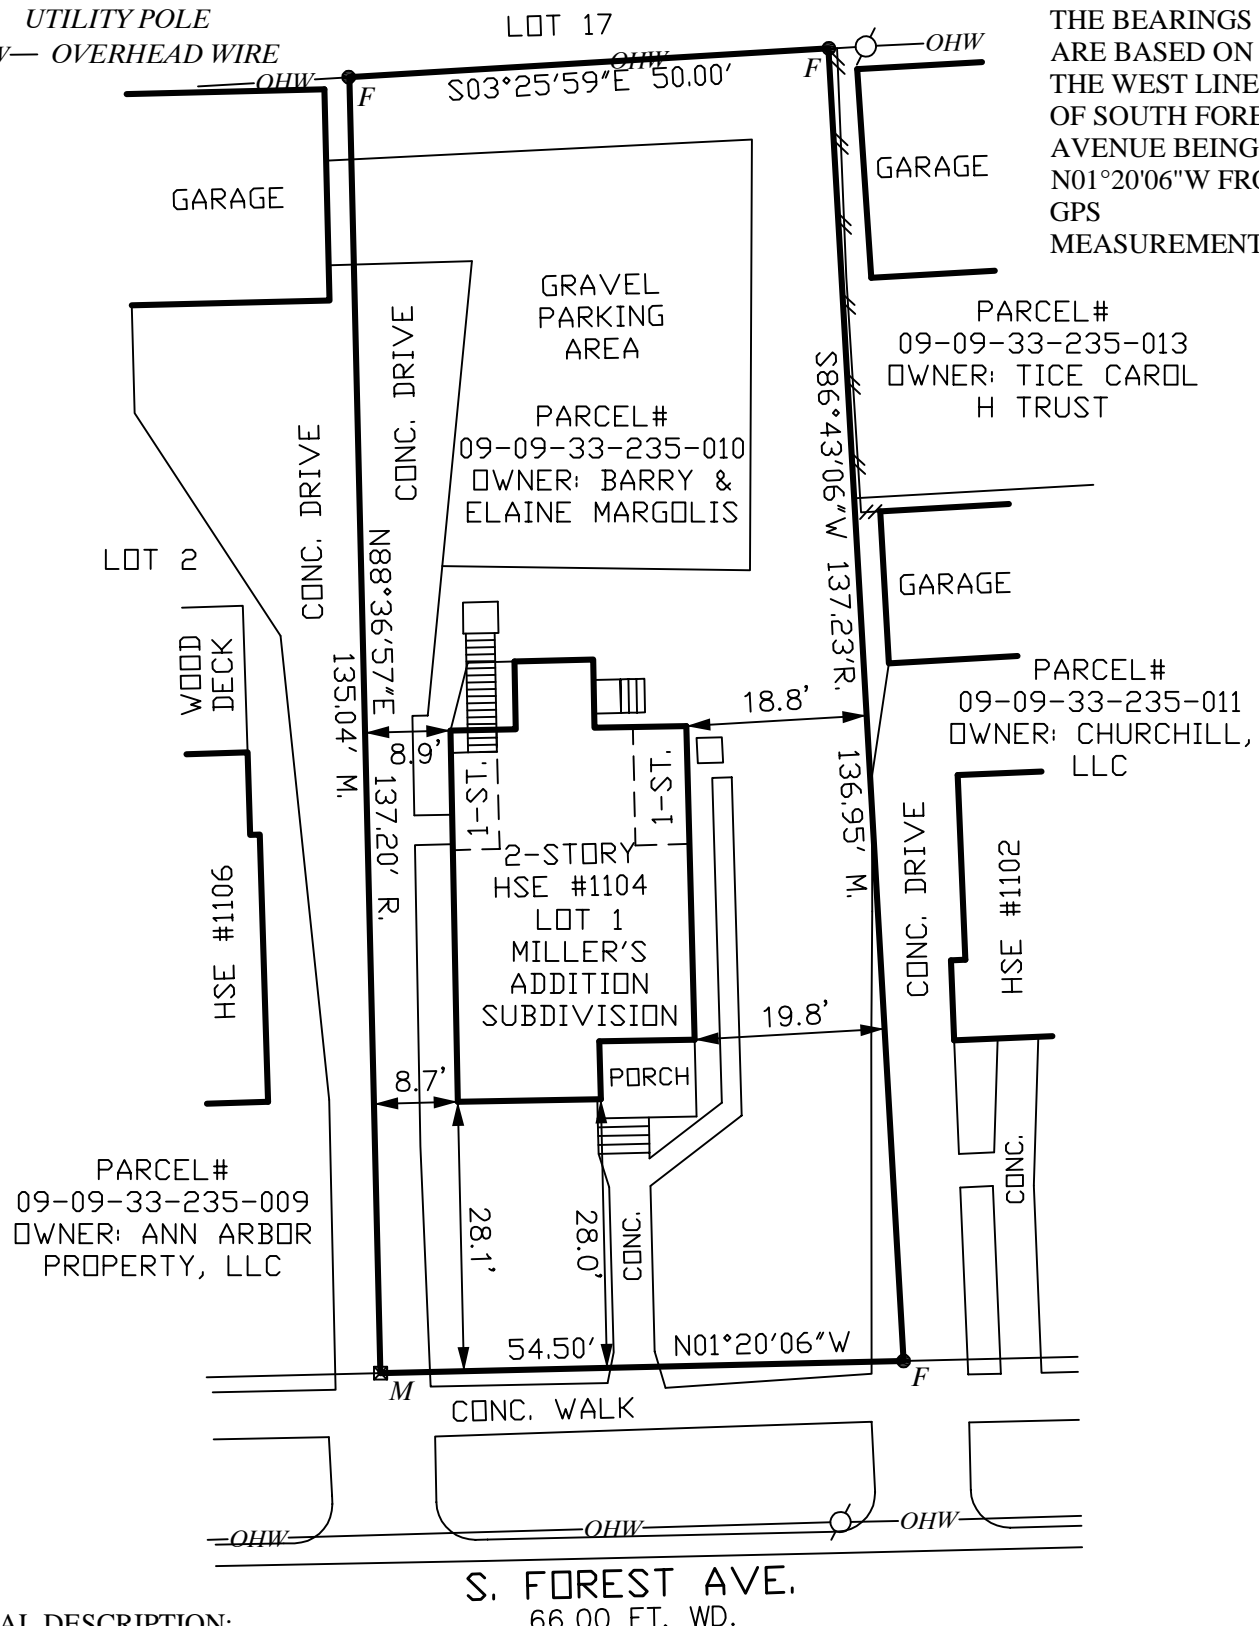 UTILITY POLE
OVERHEAD WIRE
LOT 17
THE BEARINGS
ARE BASED ON
THE WEST LINE
OF SOUTH FORE
AVENUE BEING
N01°20'06"W FRO
GPS
MEASUREMENT
OHW
OHW
OHW
F
F
S03°25'59"E 50.00'
GARAGE
GARAGE
GRAVEL
PARKING
AREA
PARCEL#
09-09-33-235-013
OWNER: TICE CAROL
H TRUST
CONC. DRIVE
CONC. DRIVE
PARCEL#
09-09-33-235-010
OWNER: BARRY &
ELAINE MARGOLIS
S86°43'06"W 137.23'R.
136.95' M.
LOT 2
N88°36'57"E 137.20' R.
135.04' M.
GARAGE
WOOD
DECK
PARCEL#
09-09-33-235-011
OWNER: CHURCHILL,
LLC
18.8'
8.9'
1-ST.
1-ST.
2-STORY
HSE #1104
LOT 1
MILLER'S
ADDITION
SUBDIVISION
HSE #1106
CONC. DRIVE
HSE #1102
19.8'
PORCH
8.7'
PARCEL#
09-09-33-235-009
OWNER: ANN ARBOR
PROPERTY, LLC
28.1'
28.0'
CONC.
CONC.
54.50'
N01°20'06"W
M
F
CONC. WALK
OHW
OHW
OHW
S. FOREST AVE.
66.00 FT. WD.
AL DESCRIPTION: